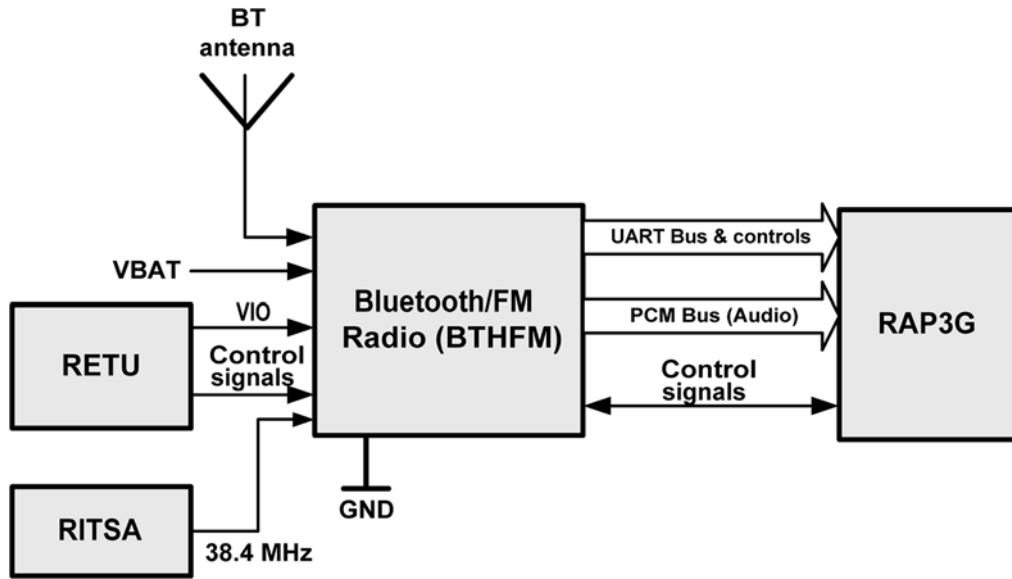 BT
antenna
UART Bus & controls
VBAT
VIO
Bluetooth/FM
Radio (BTHFM)
PCM Bus (Audio)
RAP3G
RETU
Control
signals
Control
signals
GND
RITSA
38.4 MHz